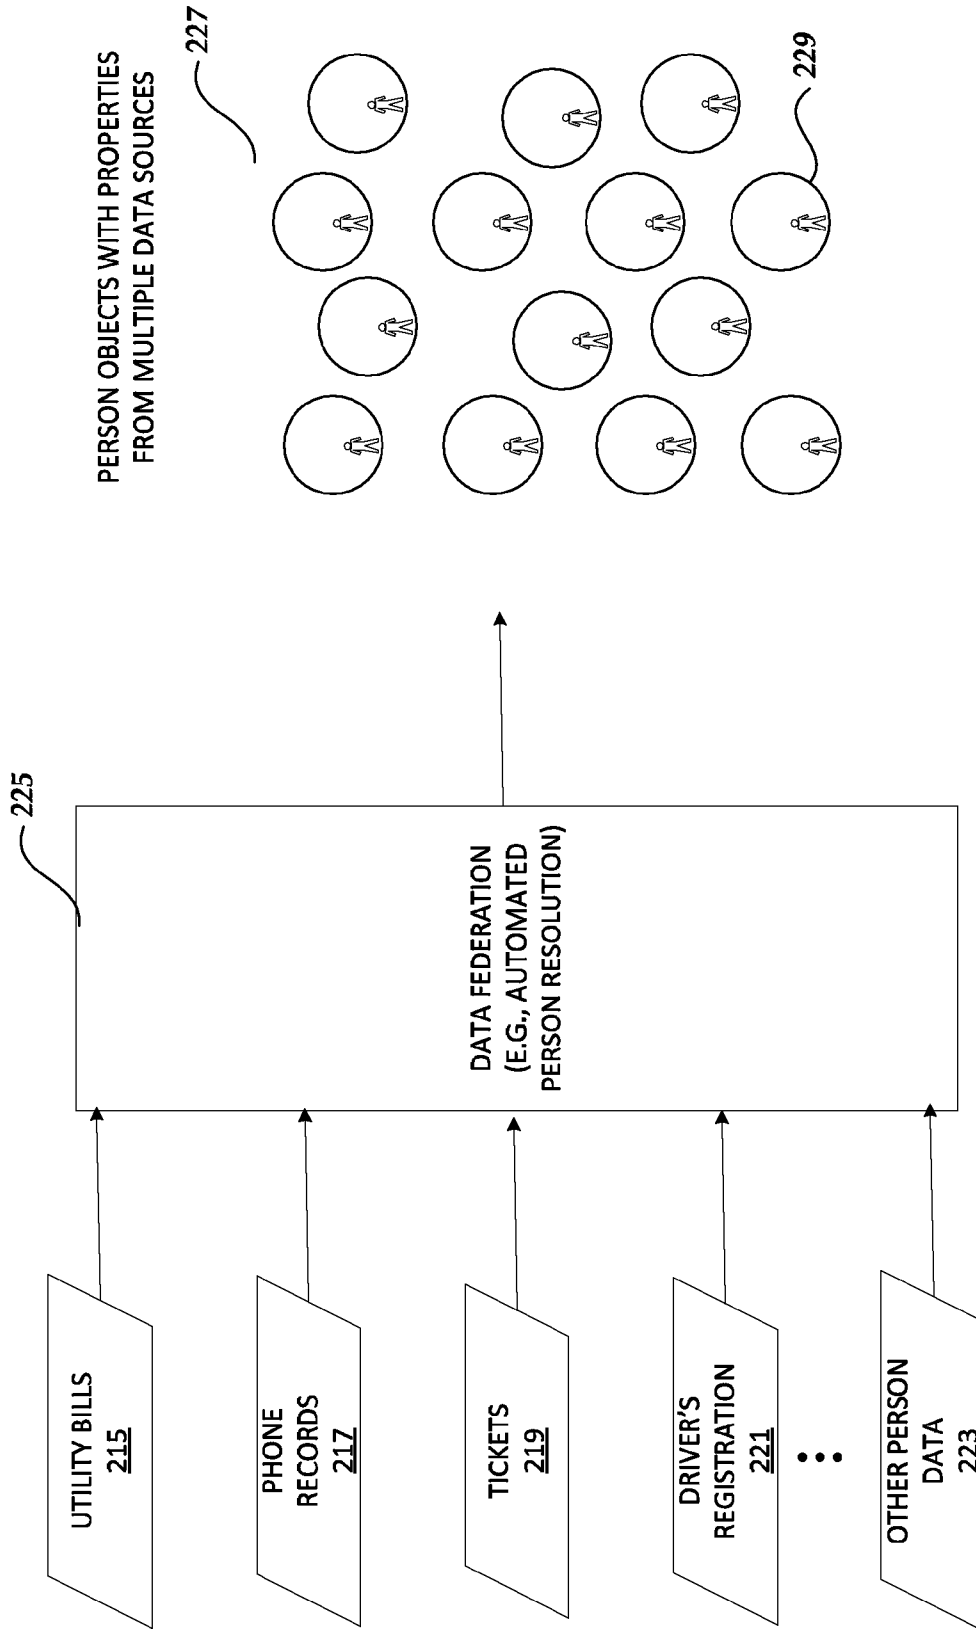 UTILITY BILLS
215
PHONE
RECORDS
217
TICKETS
219
DRIVER'S
REGISTRATION
221
OTHER PERSON
DATA
223
225
DATA FEDERATION
(E.G., AUTOMATED
PERSON RESOLUTION)
PERSON OBJECTS WITH PROPERTIES
FROM MULTIPLE DATA SOURCES
227
229